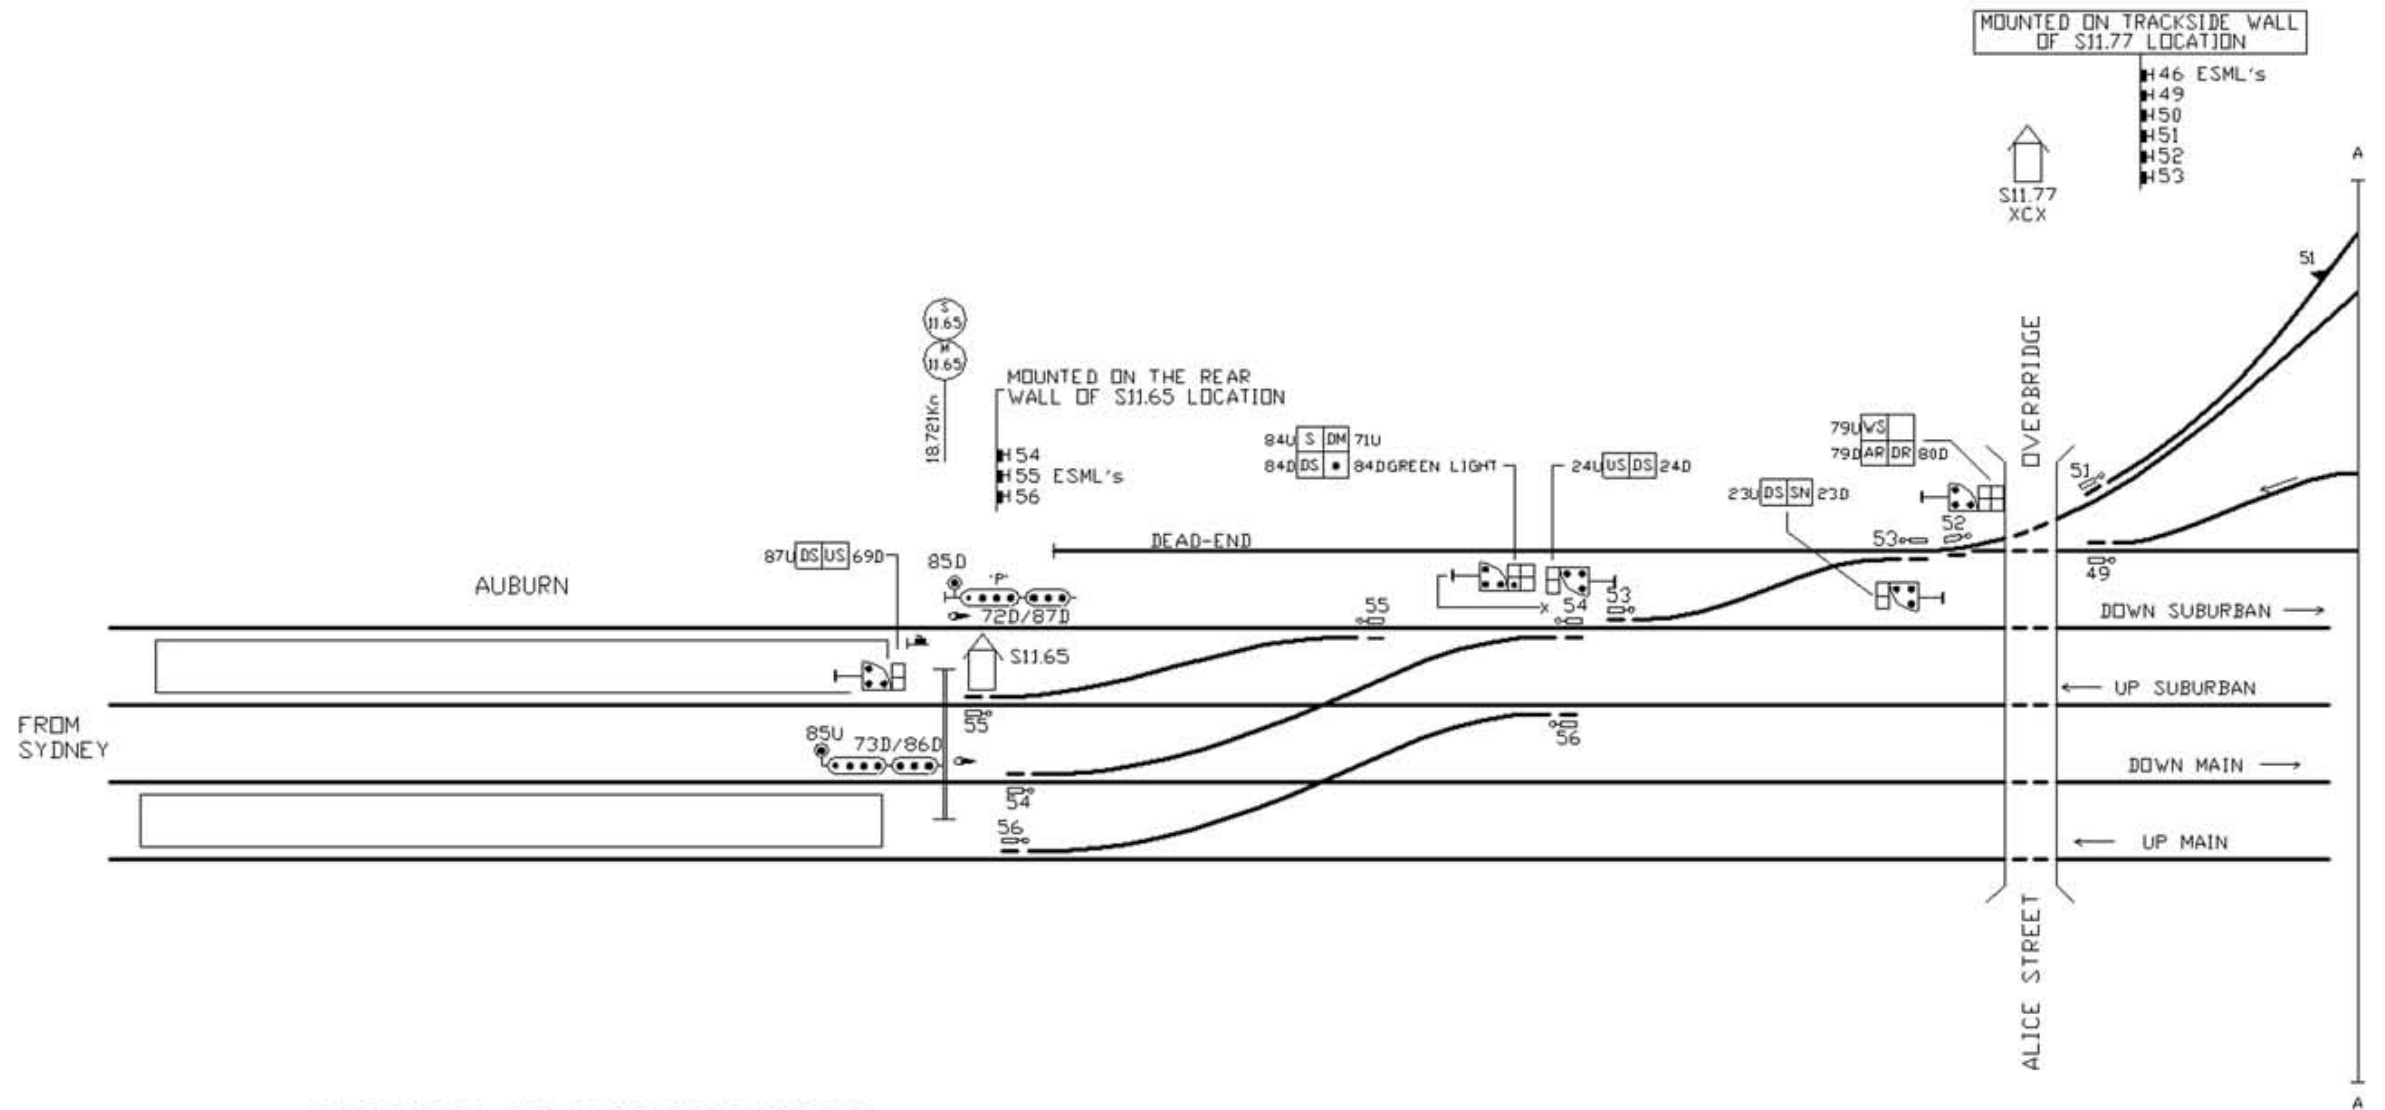 MOUNTED ON TRACKSIDE WALL
OF S11.77 LOCATION
46 ESML's
49
50
51
52
53
A
S11.77
XCX
51
S
11.65
M
11.65
18.721Km
MOUNTED ON THE REAR
WALL OF S11.65 LOCATION
54
55 ESML's
56
84U S DM 71U
84D DS 84DGREEN LIGHT
24U US DS 24D
79U WS
79D AR DR 80D
23U DS SN 23D
OVERBRIDGE
51
52
53
DEAD-END
87U DS US 69D
85D
'P'
72D/87D
AUBURN
49
55
54
53
X
DOWN SUBURBAN
S11.65
UP SUBURBAN
55
FROM
SYDNEY
85U
73D/86D
56
DOWN MAIN
54
56
UP MAIN
ALICE STREET
A